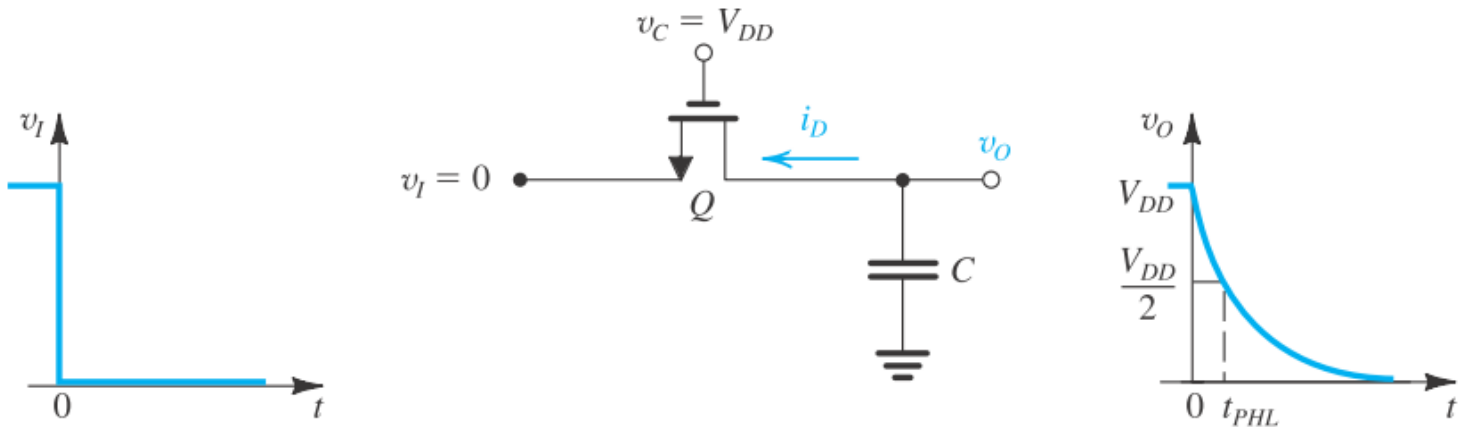 v_I
0
t
v_C = V_DD
v_I = 0
Q
i_D
v_O
C
v_O
V_DD
V_DD/2
0
t_PHL
t